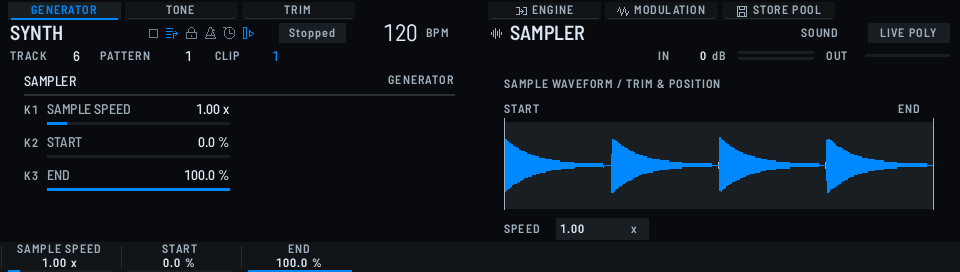 GENERATOR TONE TRIM ENGINE MODULATION STORE POOL
SYNTH Stopped 120 BPM SAMPLER SOUND LIVE POLY
TRACK 6 PATTERN 1 CLIP 1 IN 0 dB OUT
SAMPLER GENERATOR
SAMPLE WAVEFORM / TRIM & POSITION
K1 SAMPLE SPEED 1.00 x
START END
K2 START 0.0 %
K3 END 100.0 %
SPEED 1.00 x
SAMPLE SPEED START END
1.00 x 0.0 % 100.0 %